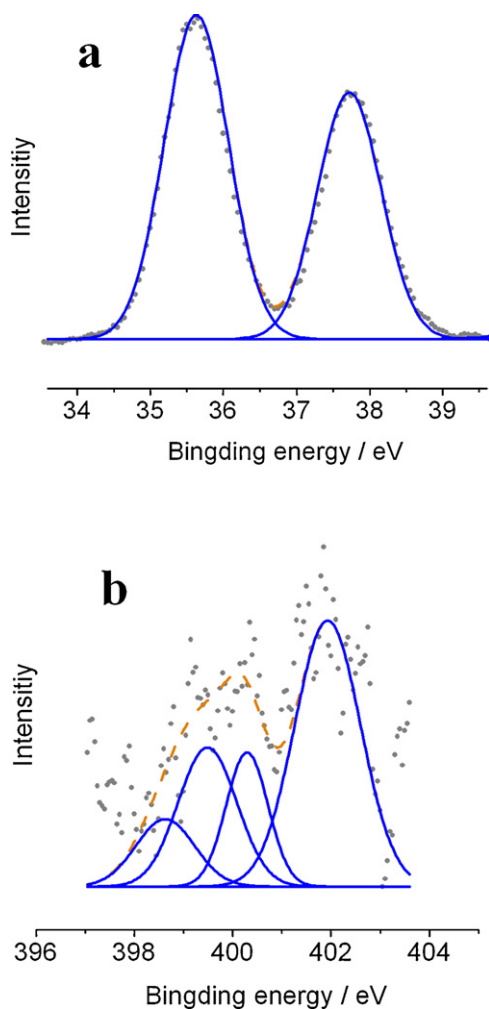 a
Intensitiy
34 35 36 37 38 39
Bingding energy / eV
b
Intensitiy
396 398 400 402 404
Bingding energy / eV